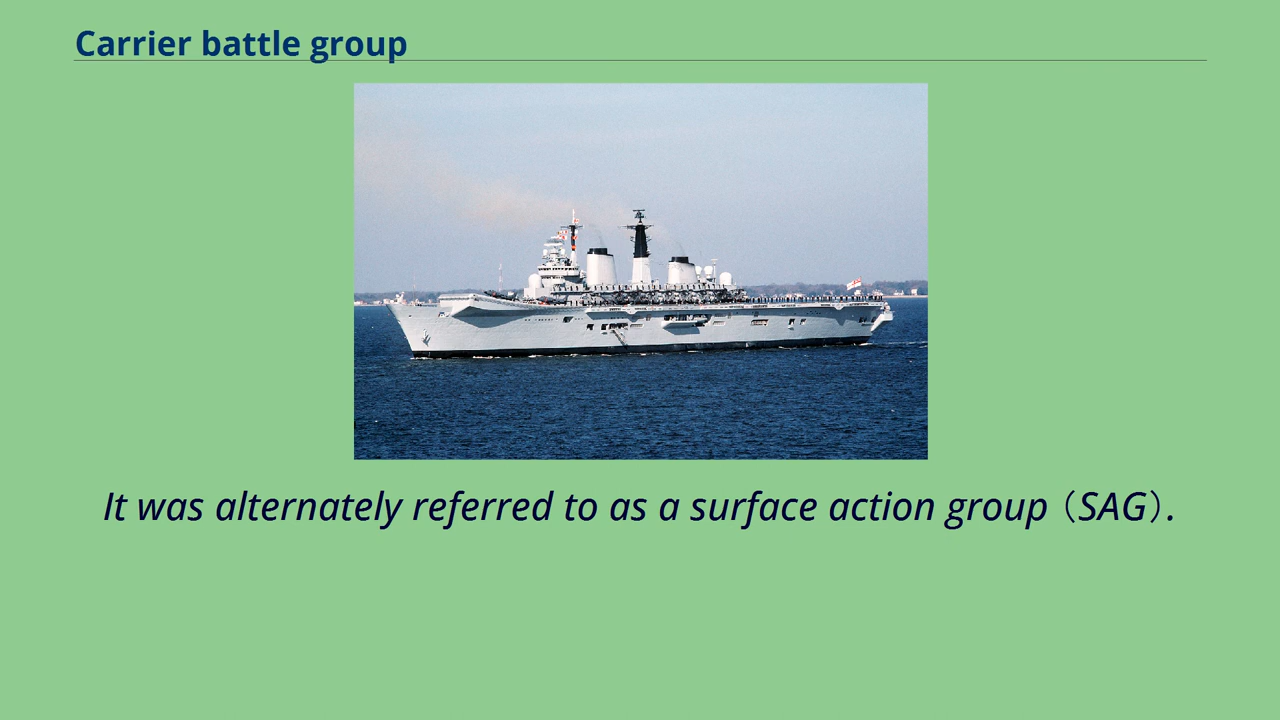 Carrier battle group
It was alternately referred to as a surface action group（SAG）.